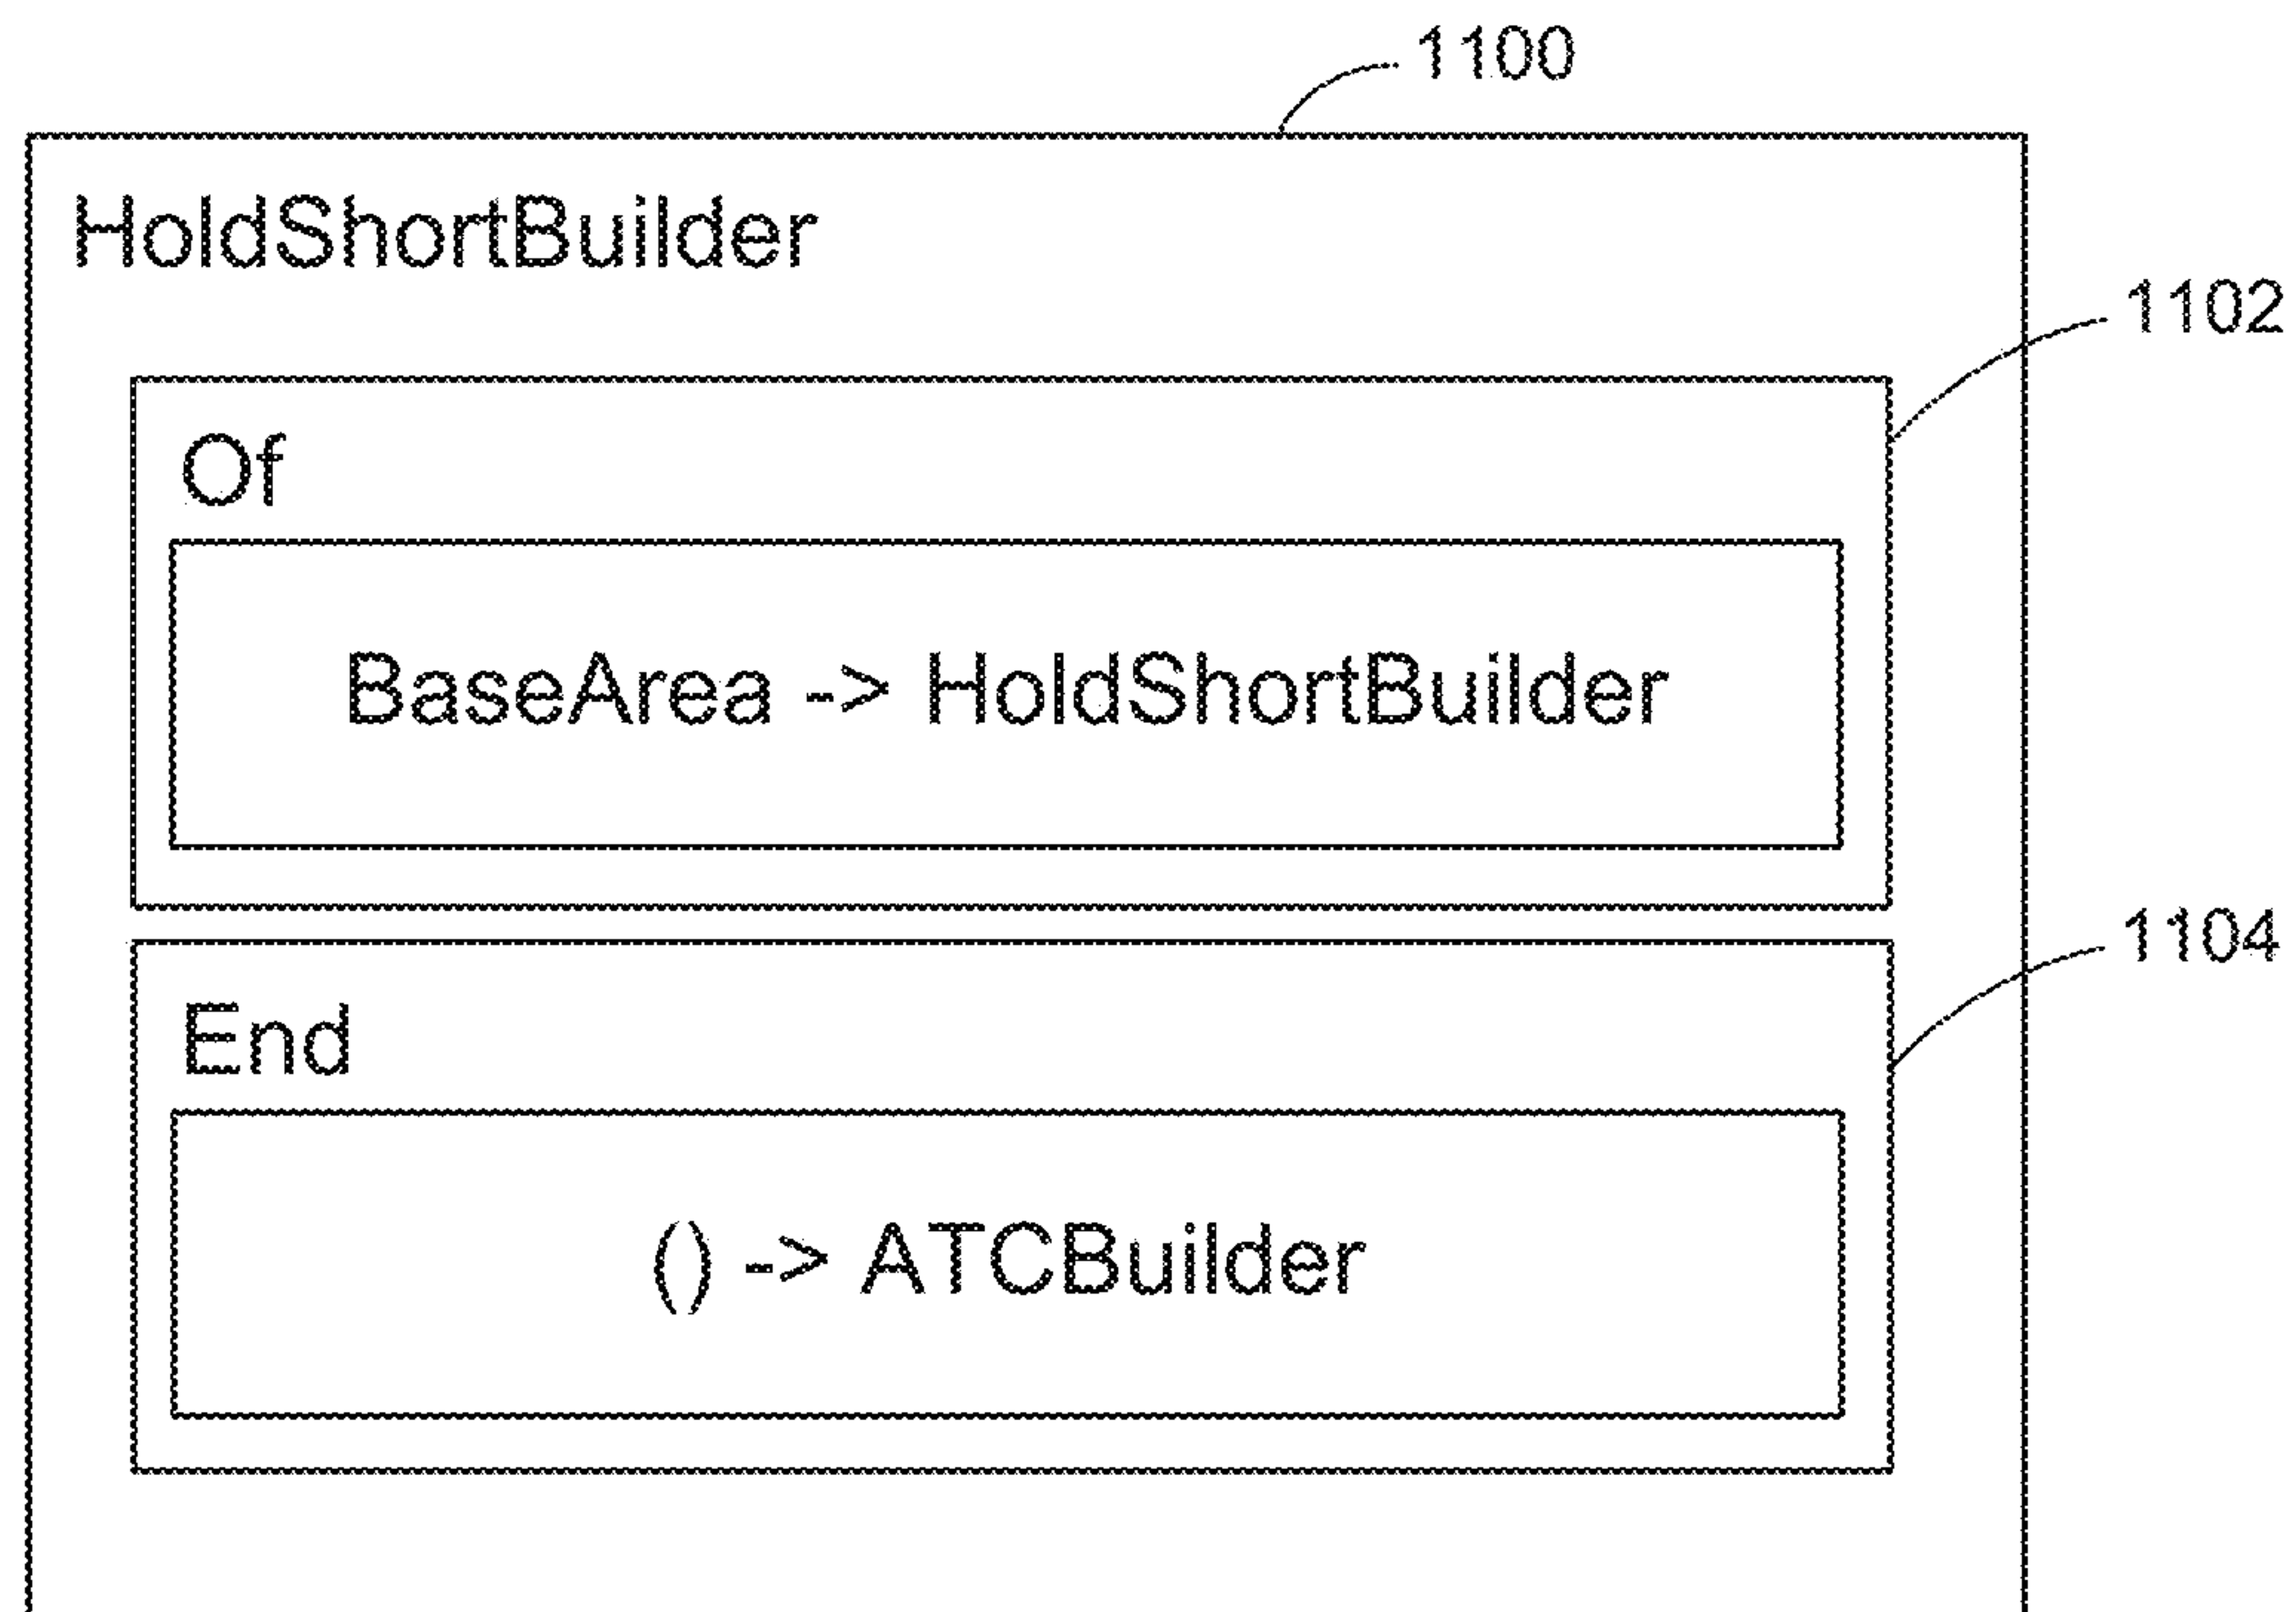 1100
HoldShortBuilder
1102
Of
BaseArea -> HoldShortBuilder
1104
End
() -> ATCBuilder